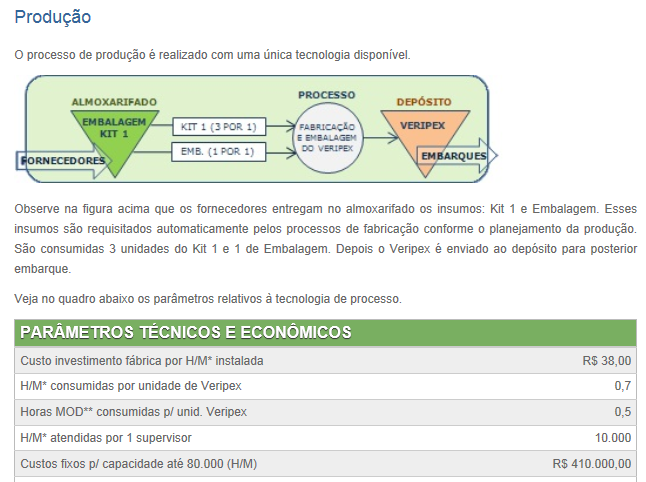 Produção
O processo de produção é realizado com uma única tecnologia disponível.
ALMOXARIFADO
EMBALAGEM
KIT 1
FORNECEDORES
KIT 1 (3 POR 1)
EMB. (1 POR 1)
PROCESSO
FABRICAÇÃO
E EMBALAGEM
DO VERIPEX
DEPÓSITO
VERIPEX
EMBARQUES
Observe na figura acima que os fornecedores entregam no almoxarifado os insumos: Kit 1 e Embalagem. Esses
insumos são requisitados automaticamente pelos processos de fabricação conforme o planejamento da produção.
São consumidas 3 unidades do Kit 1 e 1 de Embalagem. Depois o Veripex é enviado ao depósito para posterior
embarque.
Veja no quadro abaixo os parâmetros relativos à tecnologia de processo.
PARÂMETROS TÉCNICOS E ECONÔMICOS
Custo investimento fábrica por H/M* instalada R$ 38,00
H/M* consumidas por unidade de Veripex 0,7
Horas MOD** consumidas p/ unid. Veripex 0,5
H/M* atendidas por 1 supervisor 10.000
Custos fixos p/ capacidade até 80.000 (H/M) R$ 410.000,00